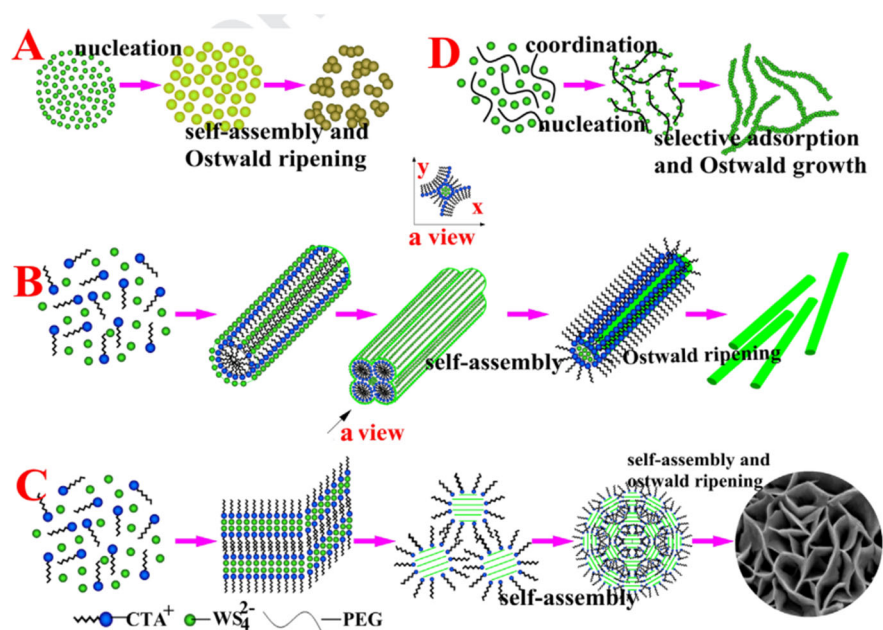 A
nucleation
self-assembly and
Ostwald ripening
D
coordination
nucleation
selective adsorption
and Ostwald growth
y
x
a view
B
self-assembly
Ostwald ripening
a view
C
self-assembly and
ostwald ripening
self-assembly
CTA⁺
WS₄²⁻
PEG